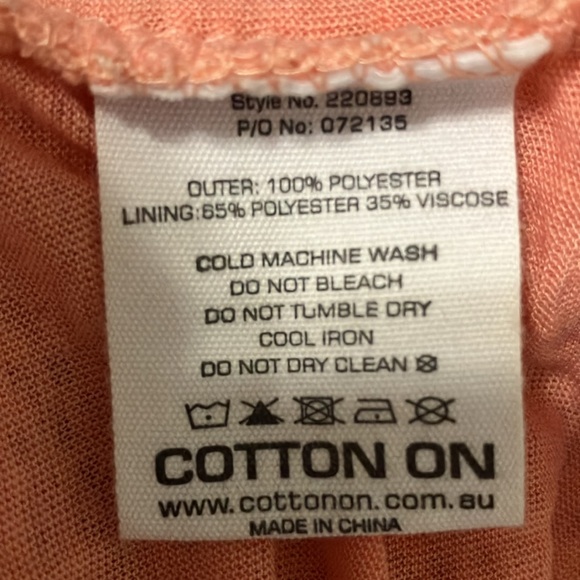 Style No. 220893
P/O No: 072135
OUTER: 100% POLYESTER
LINING:65% POLYESTER 35% VISCOSE
COLD MACHINE WASH
DO NOT BLEACH
DO NOT TUMBLE DRY
COOL IRON
DO NOT DRY CLEAN
COTTON ON
www.cottonon.com.au
MADE IN CHINA